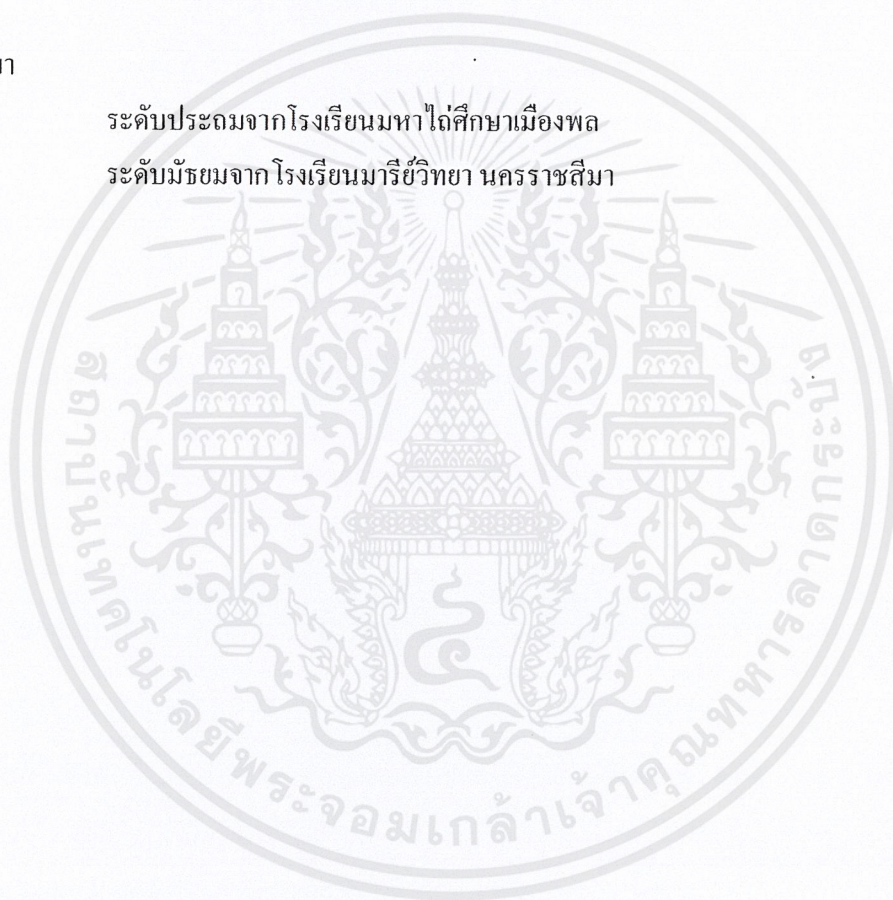 ระดับประถมจากโรงเรียนมหาไถ่ศึกษาเมืองพล
ระดับมัธยมจากโรงเรียนมารีย์วิทยา นครราชสีมา
สถาบันเทคโนโลยีพระจอมเกล้าเจ้าคุณทหารลาดกระบัง
๔